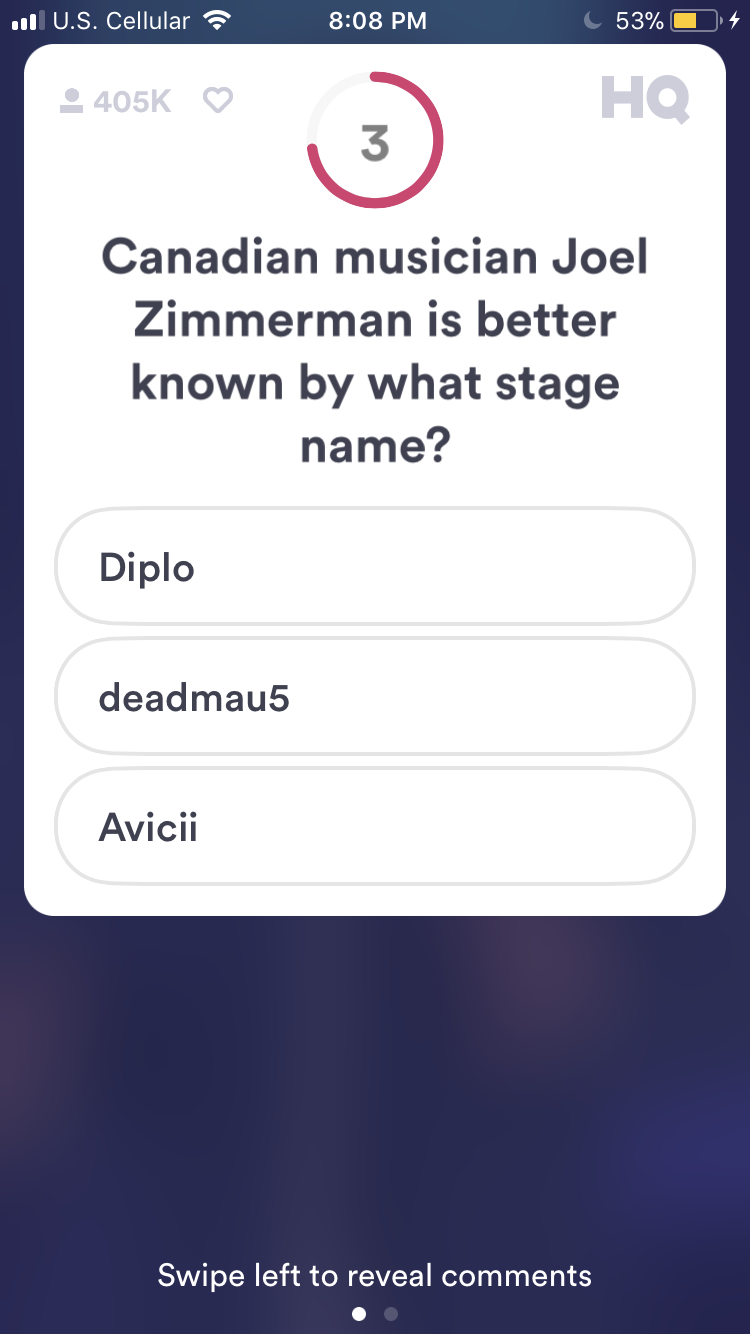 U.S. Cellular 8:08 PM 53%
405K 3 HQ
Canadian musician Joel
Zimmerman is better
known by what stage
name?
Diplo
deadmau5
Avicii
Swipe left to reveal comments